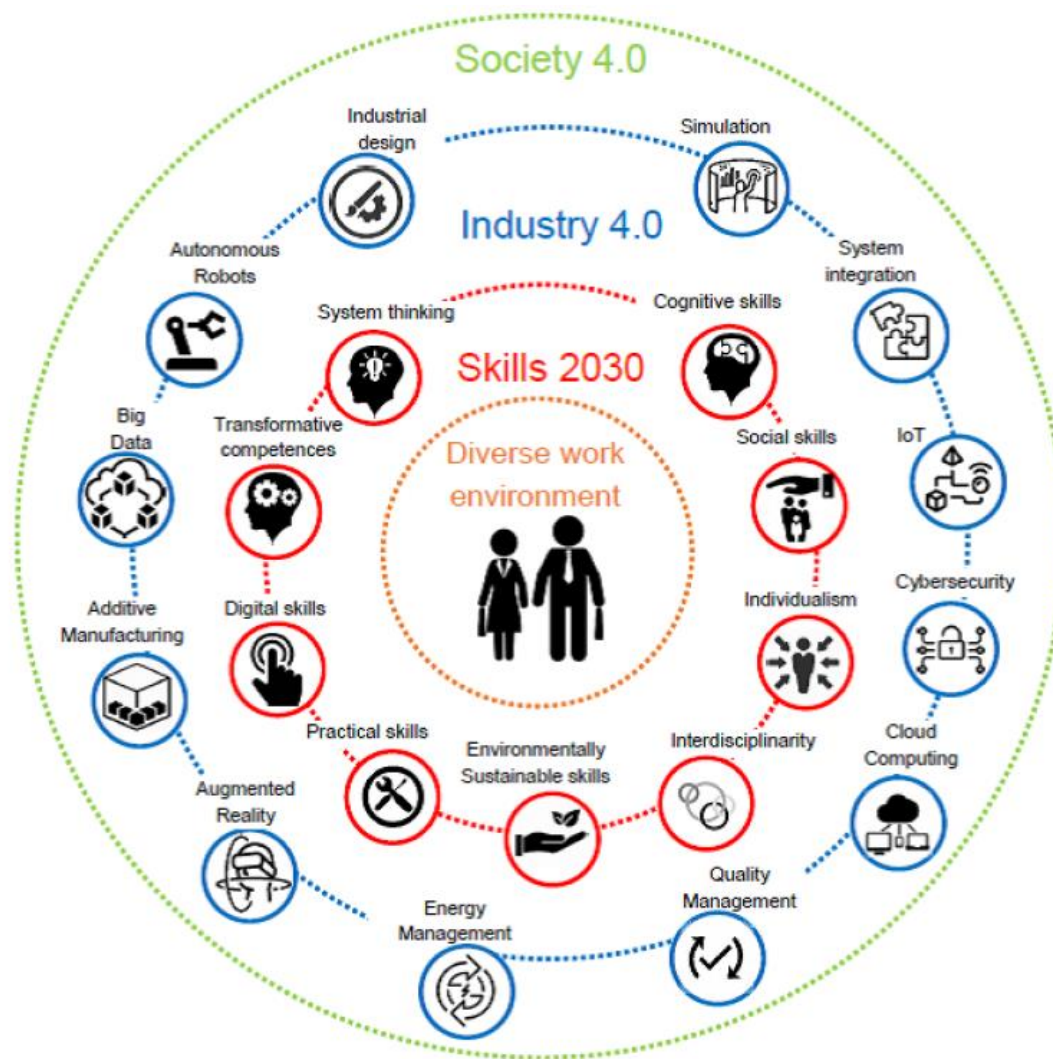 Society 4.0
Industrial
design
Simulation
Industry 4.0
Autonomous
Robots
System
integration
System thinking
Cognitive skills
Skills 2030
Big
Data
Transformative
competences
Diverse work
environment
Social skills
IoT
Additive
Manufacturing
Digital skills
Individualism
Cybersecurity
Practical skills
Environmentally
Sustainable skills
Interdisciplinarity
Cloud
Computing
Augmented
Reality
Energy
Management
Quality
Management